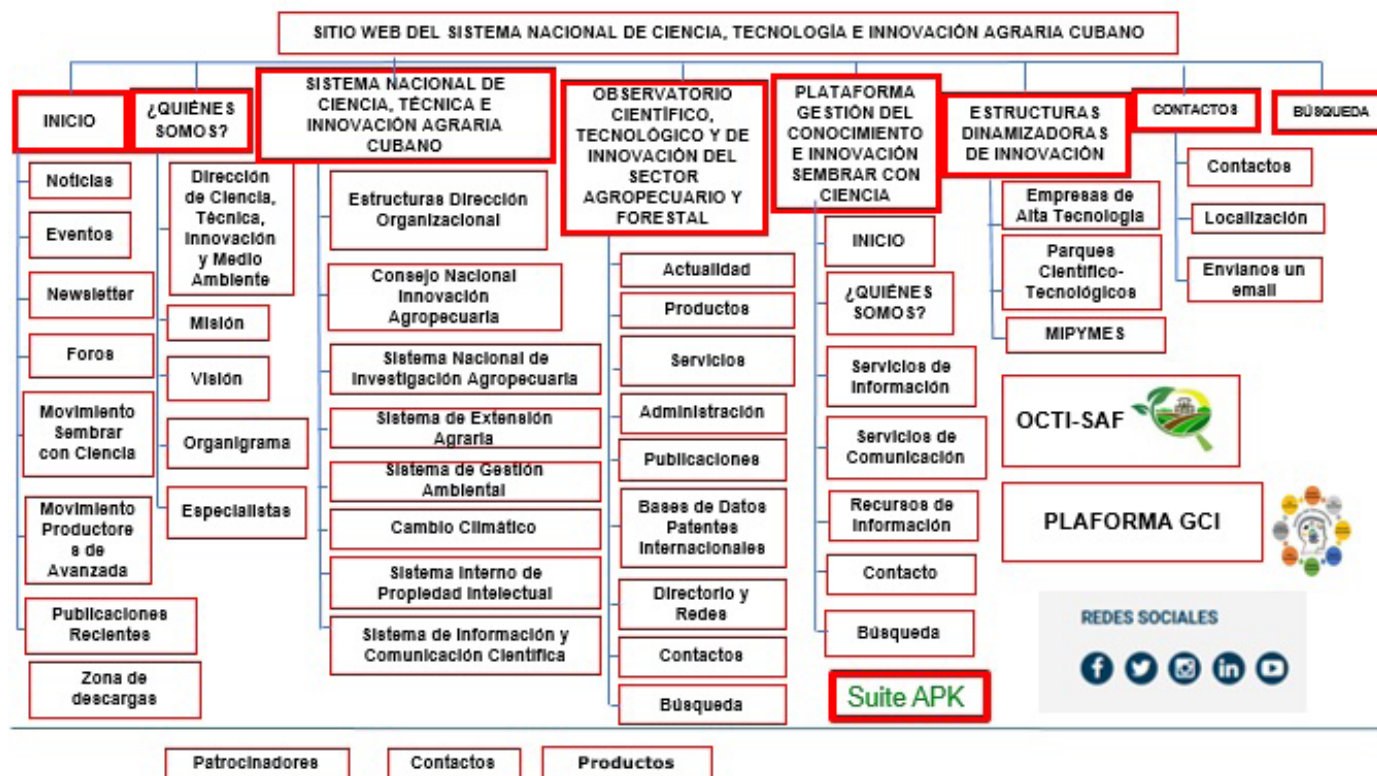 SITIO WEB DEL SISTEMA NACIONAL DE CIENCIA, TECNOLOGÍA E INNOVACIÓN AGRARIA CUBANO
INICIO
Noticias
Eventos
Newsletter
Foros
Movimiento
Sembrar
con Ciencia
Movimiento
Productore
s de
Avanzada
Publicaciones
Recientes
Zona de
descargas
¿QUIÉNES
SOMOS?
Dirección
de Ciencia,
Técnica,
Innovación
y Medio
Ambiente
Misión
Visión
Organigrama
Especialistas
SISTEMA NACIONAL DE
CIENCIA, TÉCNICA E
INNOVACIÓN AGRARIA
CUBANO
Estructuras Dirección
Organizacional
Consejo Nacional
Innovación
Agropecuaria
Sistema Nacional de
Investigación Agropecuaria
Sistema de Extensión
Agraria
Sistema de Gestión
Ambiental
Cambio Climático
Sistema Interno de
Propiedad Intelectual
Sistema de Información y
Comunicación Científica
OBSERVATORIO
CIENTÍFICO,
TECNOLÓGICO Y DE
INNOVACIÓN DEL
SECTOR
AGROPECUARIO Y
FORESTAL
Actualidad
Productos
Servicios
Administración
Publicaciones
Bases de Datos
Patentes
Internacionales
Directorio y
Redes
Contactos
Búsqueda
PLATAFORMA
GESTIÓN DEL
CONOCIMIENTO
E INNOVACIÓN
SEMBRAR CON
CIENCIA
INICIO
¿QUIÉNES
SOMOS?
Servicios de
Información
Servicios de
Comunicación
Recursos de
Información
Contacto
Búsqueda
Suite APK
ESTRUCTURAS
DINAMIZADORAS
DE INNOVACIÓN
Empresas de
Alta Tecnología
Parques
Científico-
Tecnológicos
MIPYMES
CONTACTOS
Contactos
Localización
Envianos un
email
BÚSQUEDA
OCTI-SAF
PLAFORMA GCI
REDES SOCIALES
Patrocinadores
Contactos
Productos